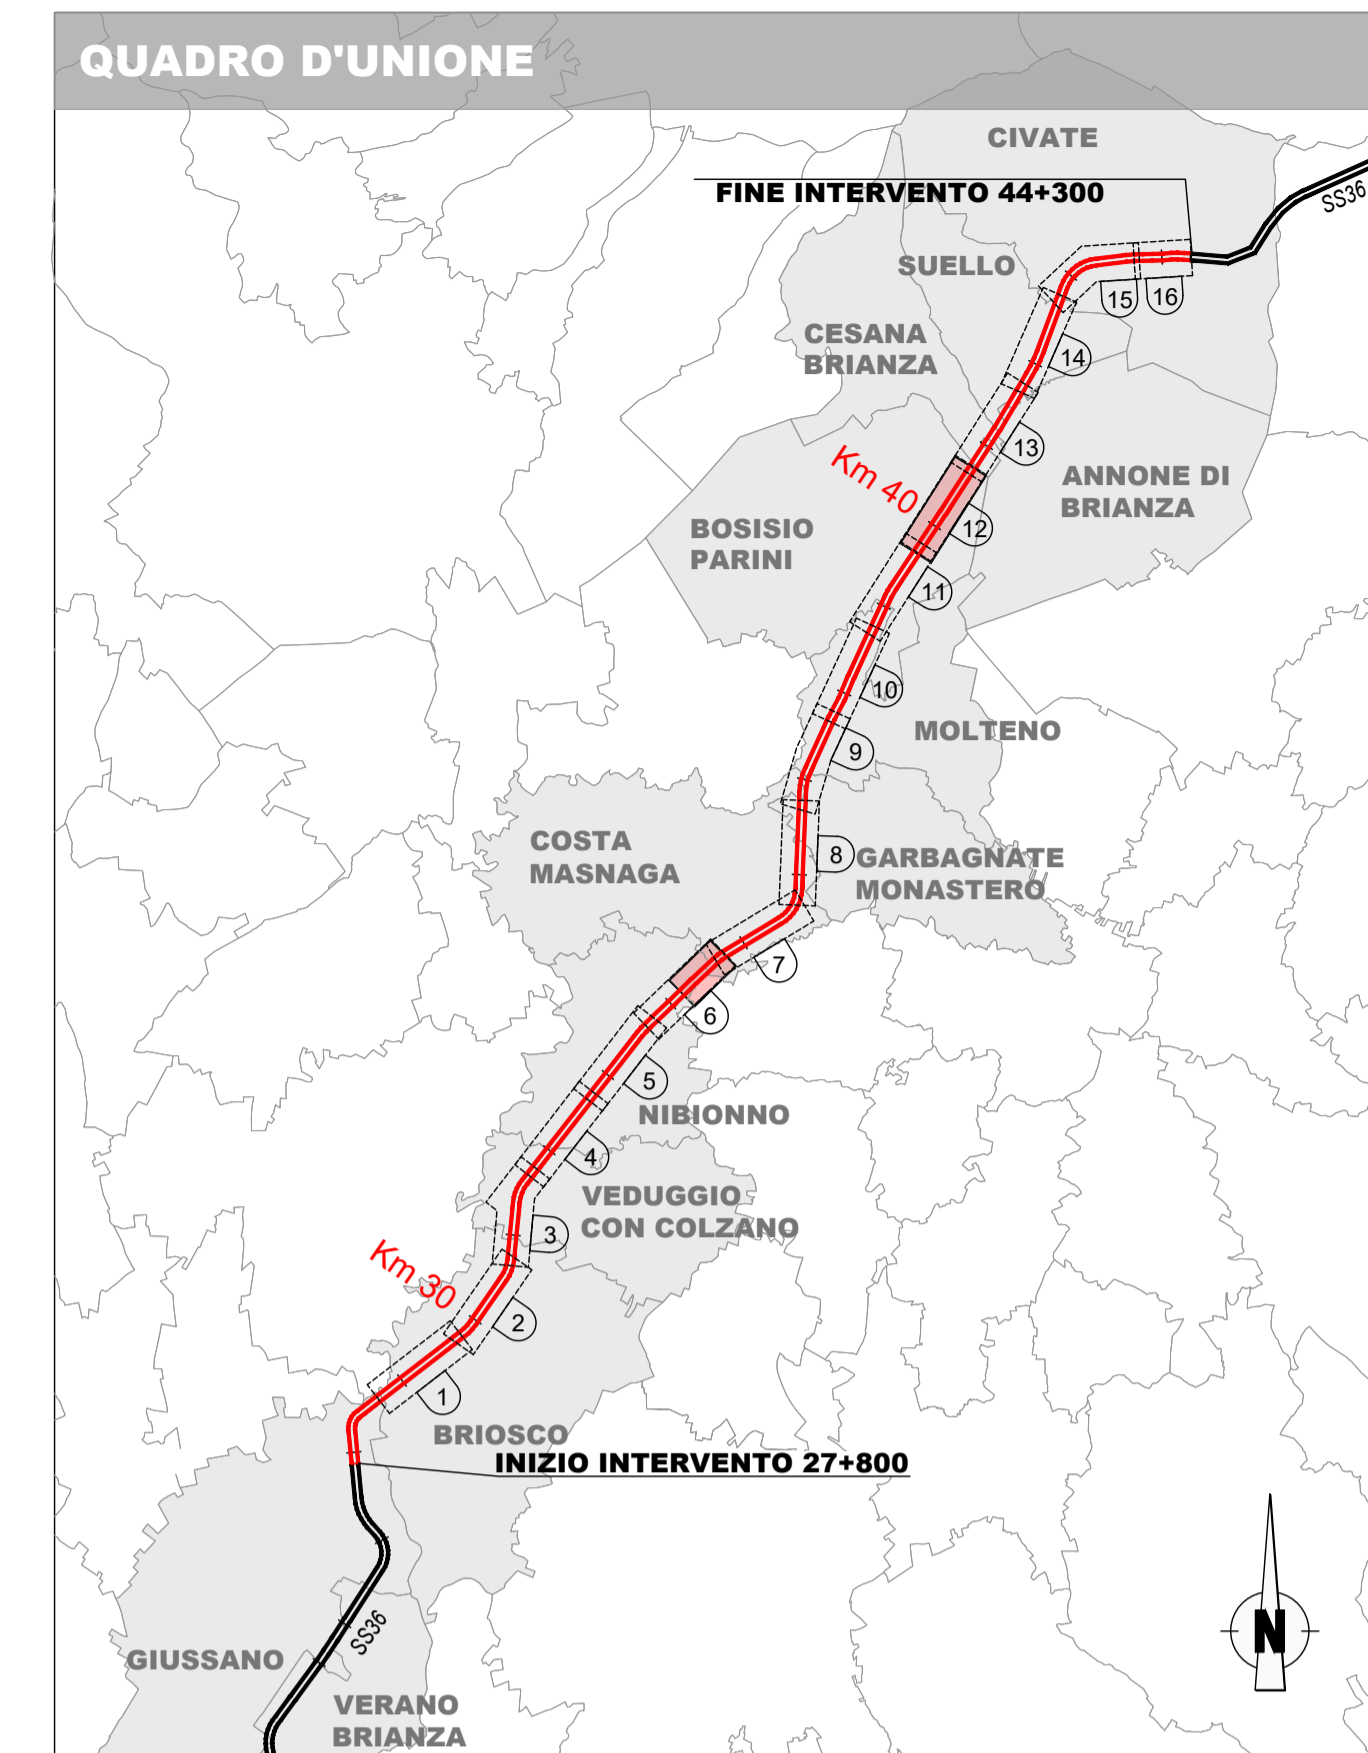 QUADRO D'UNIONE
CIVATE
SS36
FINE INTERVENTO 44+300
SUELLO
15
16
CESANA
BRIANZA
14
13
Km 40
ANNONE DI
BRIANZA
BOSISIO
PARINI
12
11
10
MOLTENO
9
COSTA
MASNAGA
8
GARBAGNATE
MONASTERO
7
6
5
NIBIONNO
4
VEDUGGIO
CON COLZANO
3
Km 30
2
1
BRIOSCO
INIZIO INTERVENTO 27+800
SS36
GIUSSANO
N
VERANO
BRIANZA